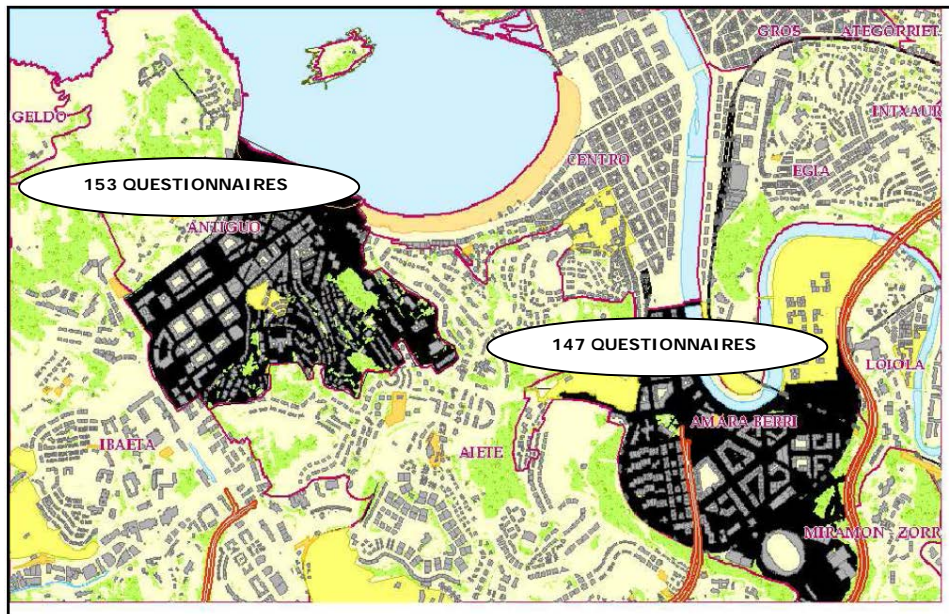 GROS
ATEGORRIET
GELDO
INTXAUR
CENTRO
EGIA
153 QUESTIONNAIRES
ANTIGUO
147 QUESTIONNAIRES
LOIOLA
AMARA BERRI
IBAETA
AIETE
MIRAMON - ZORR